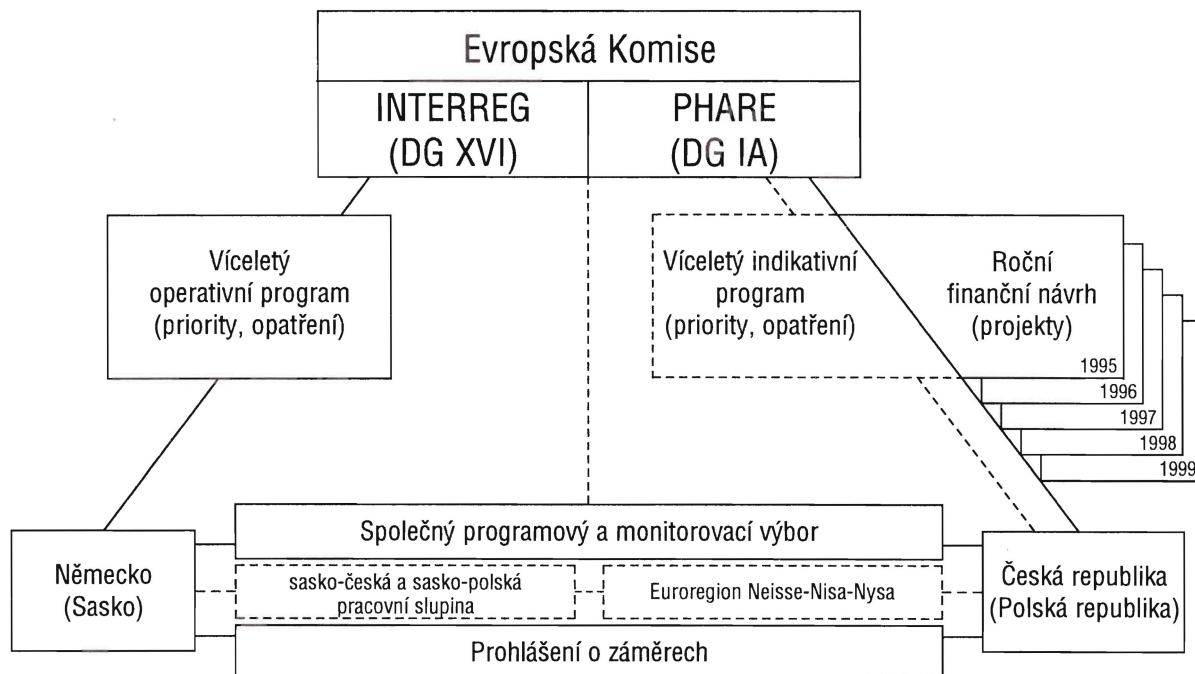 Evropská Komise
INTERREG
(DG XVI)
PHARE
(DG IA)
Víceletý
operativní program
(priority, opatření)
Víceletý indikativní
program
(priority, opatření)
Roční
finanční návrh
(projekty)
1995
1996
1997
1998
1999
Německo
(Sasko)
Společný programový a monitorovací výbor
sasko-česká a sasko-polská
pracovní slupina
Euroregion Neisse-Nisa-Nysa
Prohlášení o záměrech
Česká republika
(Polská republika)